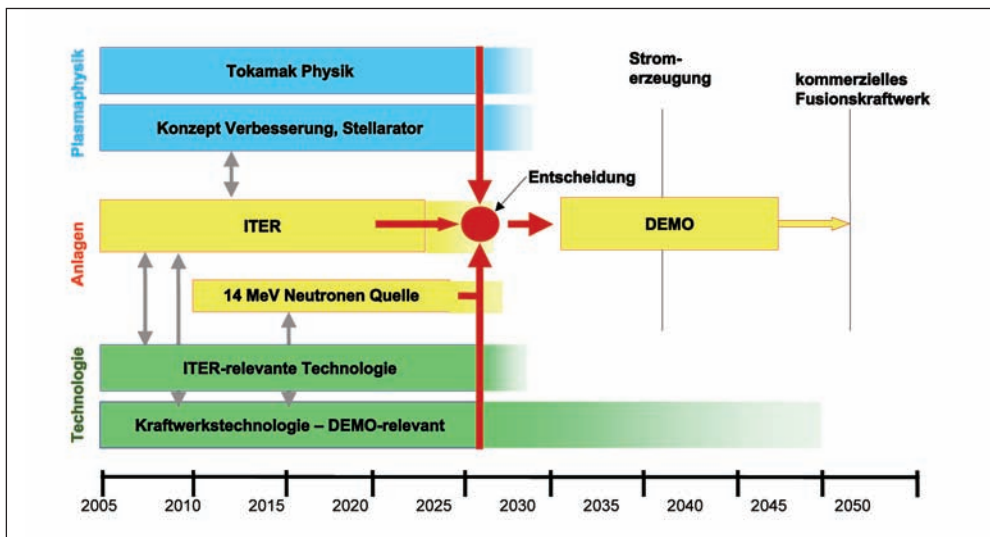 Plasmaphysik
Tokamak Physik
Konzept Verbesserung, Stellarator
Strom-
erzeugung
kommerzielles
Fusionskraftwerk
Entscheidung
Anlagen
ITER
DEMO
14 MeV Neutronen Quelle
Technologie
ITER-relevante Technologie
Kraftwerkstechnologie – DEMO-relevant
2005 2010 2015 2020 2025 2030 2035 2040 2045 2050